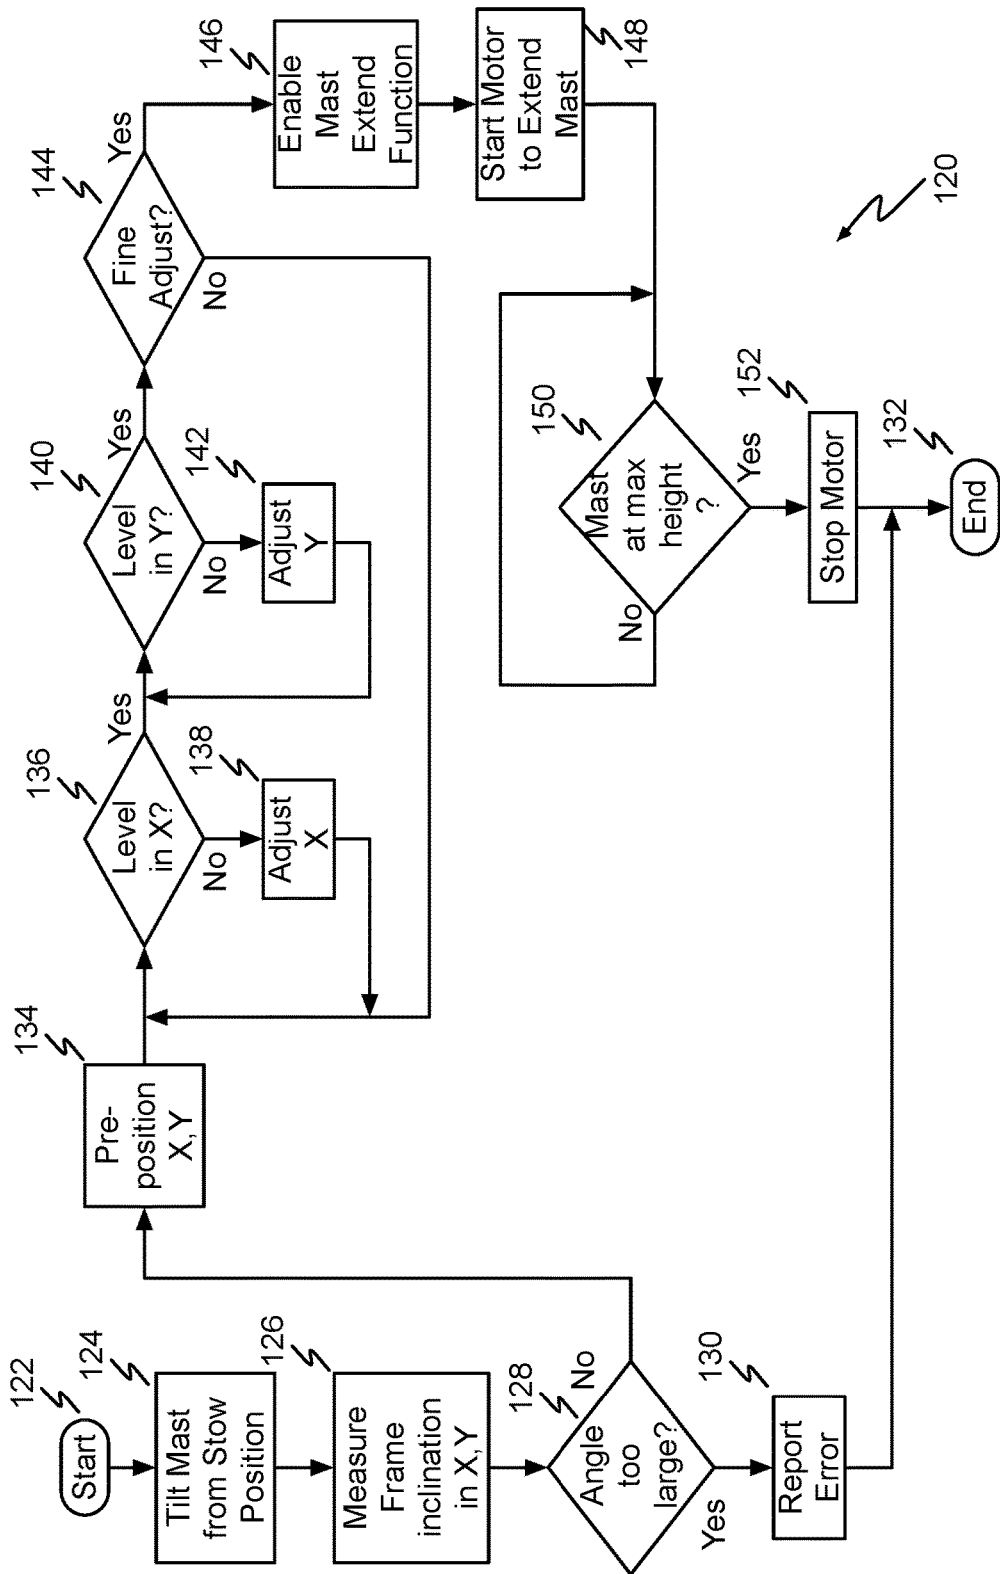 122
Start
124
Tilt Mast
from Stow
Position
126
Measure
Frame
inclination
in X,Y
128
Angle
too
large?
No
Yes
130
Report
Error
134
Pre-
position
X,Y
136
Level
in X?
Yes
No
138
Adjust
X
140
Level
in Y?
Yes
No
142
Adjust
Y
144
Fine
Adjust?
Yes
No
146
Enable
Mast
Extend
Function
148
Start Motor
to Extend
Mast
150
Mast
at max
height
?
No
Yes
152
Stop Motor
132
End
120